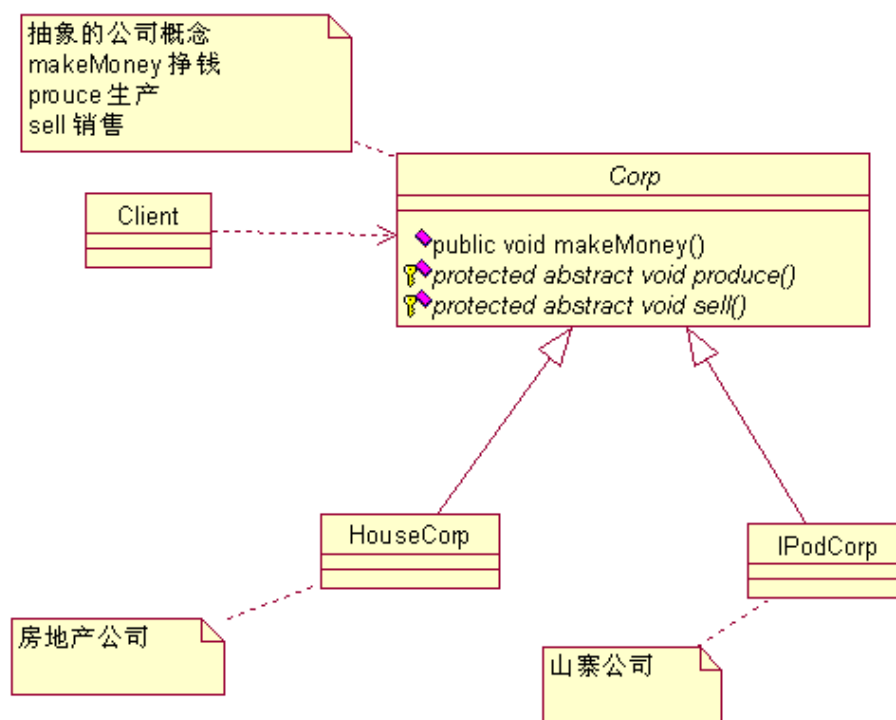 抽象的公司概念
makeMoney 挣钱
prouce 生产
sell 销售
Corp
Client
public void makeMoney()
protected abstract void produce()
protected abstract void sell()
HouseCorp
IPodCorp
房地产公司
山寨公司